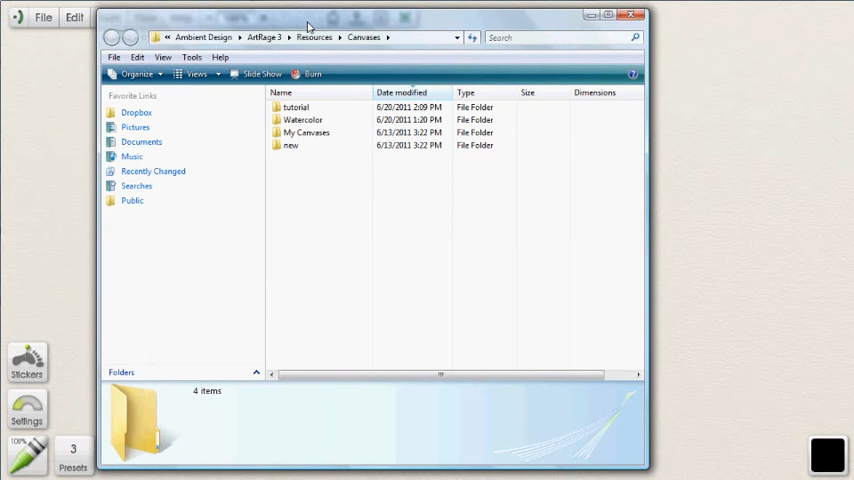 File Edit
« Ambient Design ArtRage 3 Resources Canvases Search
File Edit View Tools Help
Organize Views Slide Show Burn
Favorite Links
Dropbox
Pictures
Documents
Music
Recently Changed
Searches
Public
Folders
Name Date modified Type Size Dimensions
tutorial 6/20/2011 2:09 PM File Folder
Watercolor 6/20/2011 1:20 PM File Folder
My Canvases 6/13/2011 3:22 PM File Folder
new 6/13/2011 3:22 PM File Folder
4 items
Stickers
Settings
108%
3
Presets